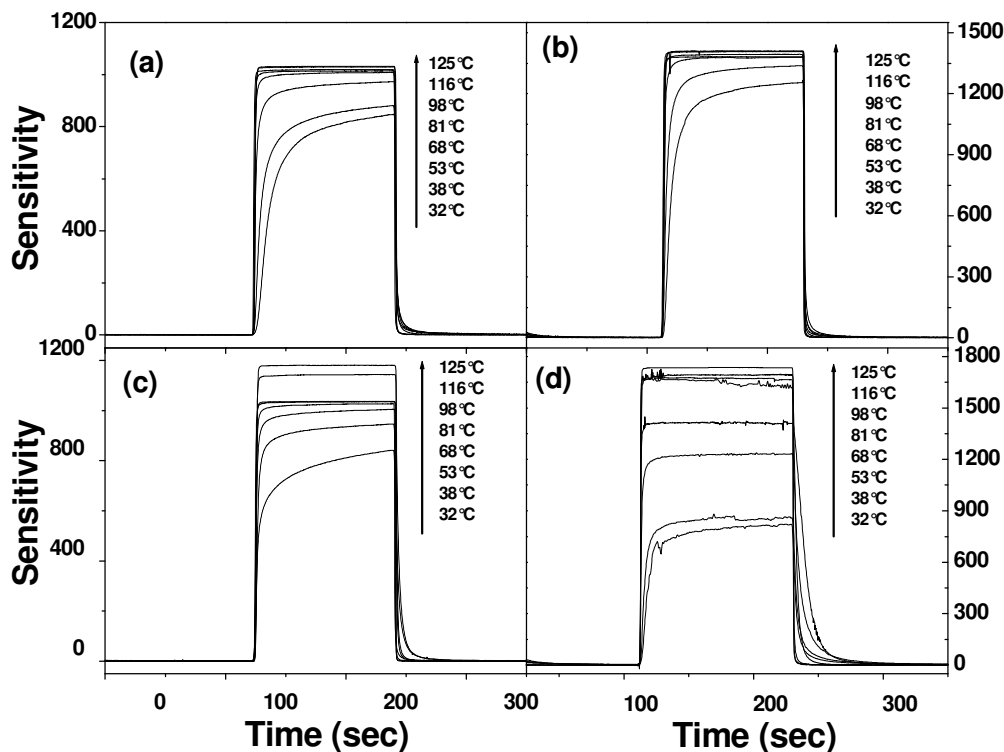 1200
800
400
0
Sensitivity
(a)
125°C
116°C
98°C
81°C
68°C
53°C
38°C
32°C
(b)
125°C
116°C
98°C
81°C
68°C
53°C
38°C
32°C
1500
1200
900
600
300
0
1200
800
400
0
Sensitivity
(c)
125°C
116°C
98°C
81°C
68°C
53°C
38°C
32°C
(d)
125°C
116°C
98°C
81°C
68°C
53°C
38°C
32°C
1800
1500
1200
900
600
300
0
0 100 200 300
100 200 300
Time (sec) Time (sec)